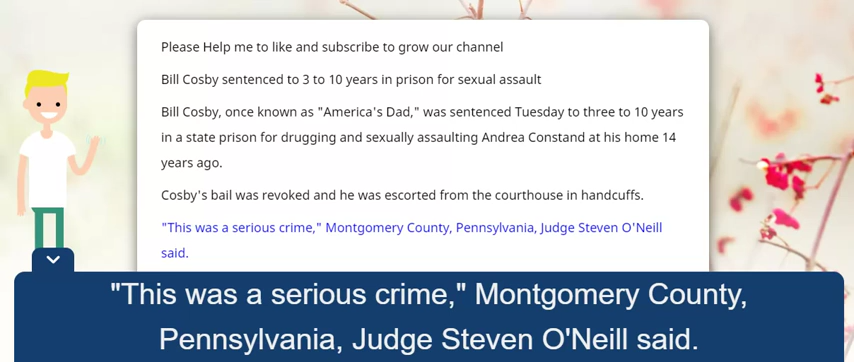 Please Help me to like and subscribe to grow our channel
Bill Cosby sentenced to 3 to 10 years in prison for sexual assault
Bill Cosby, once known as "America's Dad," was sentenced Tuesday to three to 10 years
in a state prison for drugging and sexually assaulting Andrea Constand at his home 14
years ago.
Cosby's bail was revoked and he was escorted from the courthouse in handcuffs.
"This was a serious crime," Montgomery County, Pennsylvania, Judge Steven O'Neill
said.
"This was a serious crime," Montgomery County,
Pennsylvania, Judge Steven O'Neill said.